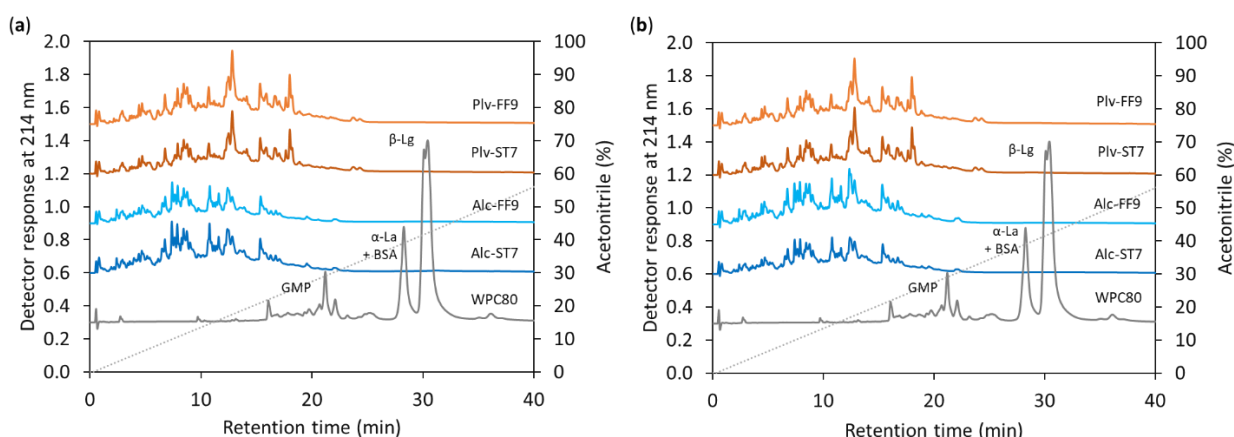 (a)
2.0
1.8
1.6
1.4
1.2
1.0
0.8
0.6
0.4
0.2
0.0
Detector response at 214 nm
100
90
80
70
60
50
40
30
20
10
0
Acetonitrile (%)
Plv-FF9
Plv-ST7
Alc-FF9
Alc-ST7
WPC80
β-Lg
α-La
+ BSA
GMP
0
10
20
30
40
Retention time (min)
(b)
2.0
1.8
1.6
1.4
1.2
1.0
0.8
0.6
0.4
0.2
0.0
Detector response at 214 nm
100
90
80
70
60
50
40
30
20
10
0
Acetonitrile (%)
Plv-FF9
Plv-ST7
Alc-FF9
Alc-ST7
WPC80
β-Lg
α-La
+ BSA
GMP
0
10
20
30
40
Retention time (min)